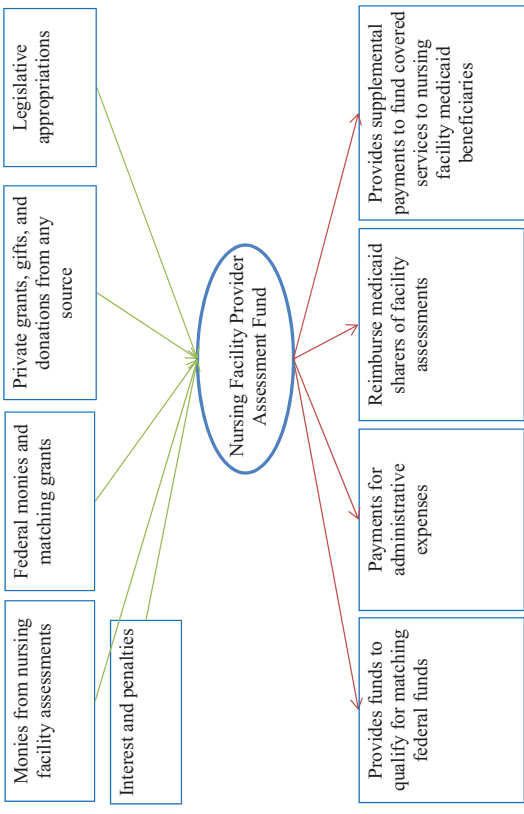 Monies from nursing
facility assessments
Federal monies and
matching grants
Private grants, gifts, and
donations from any
source
Legislative
appropriations
Interest and penalties
Nursing Facility Provider
Assessment Fund
Provides funds to
qualify for matching
federal funds
Payments for
administrative
expenses
Reimburse medicaid
sharers of facility
assessments
Provides supplemental
payments to fund covered
services to nursing
facility medicaid
beneficiaries